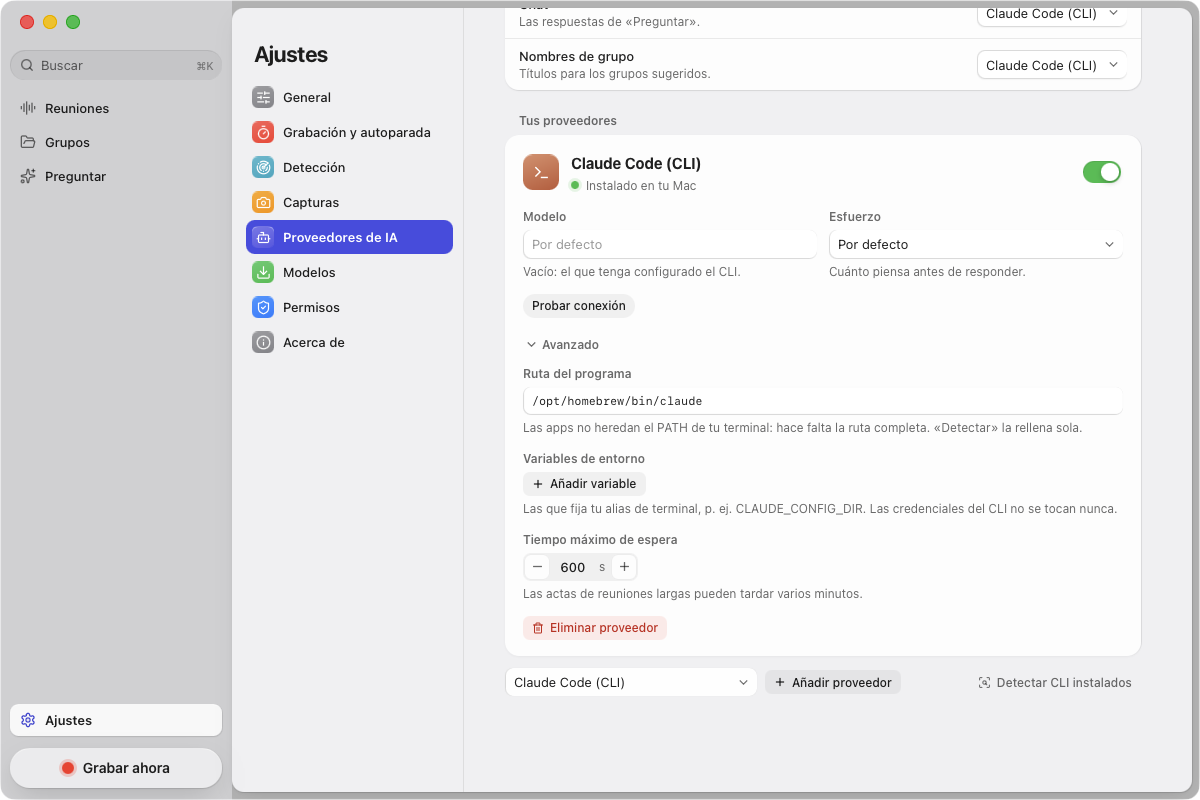 Buscar
⌘K
Reuniones
Grupos
Preguntar
Ajustes
Grabar ahora
Ajustes
General
Grabación y autoparada
Detección
Capturas
Proveedores de IA
Modelos
Permisos
Acerca de
Las respuestas de «Preguntar».
Claude Code (CLI)
Nombres de grupo
Títulos para los grupos sugeridos.
Claude Code (CLI)
Tus proveedores
Claude Code (CLI)
Instalado en tu Mac
Modelo
Por defecto
Vacío: el que tenga configurado el CLI.
Esfuerzo
Por defecto
Cuánto piensa antes de responder.
Probar conexión
Avanzado
Ruta del programa
/opt/homebrew/bin/claude
Las apps no heredan el PATH de tu terminal: hace falta la ruta completa. «Detectar» la rellena sola.
Variables de entorno
+ Añadir variable
Las que fija tu alias de terminal, p. ej. CLAUDE_CONFIG_DIR. Las credenciales del CLI no se tocan nunca.
Tiempo máximo de espera
− 600 s +
Las actas de reuniones largas pueden tardar varios minutos.
Eliminar proveedor
Claude Code (CLI)
+ Añadir proveedor
Detectar CLI instalados